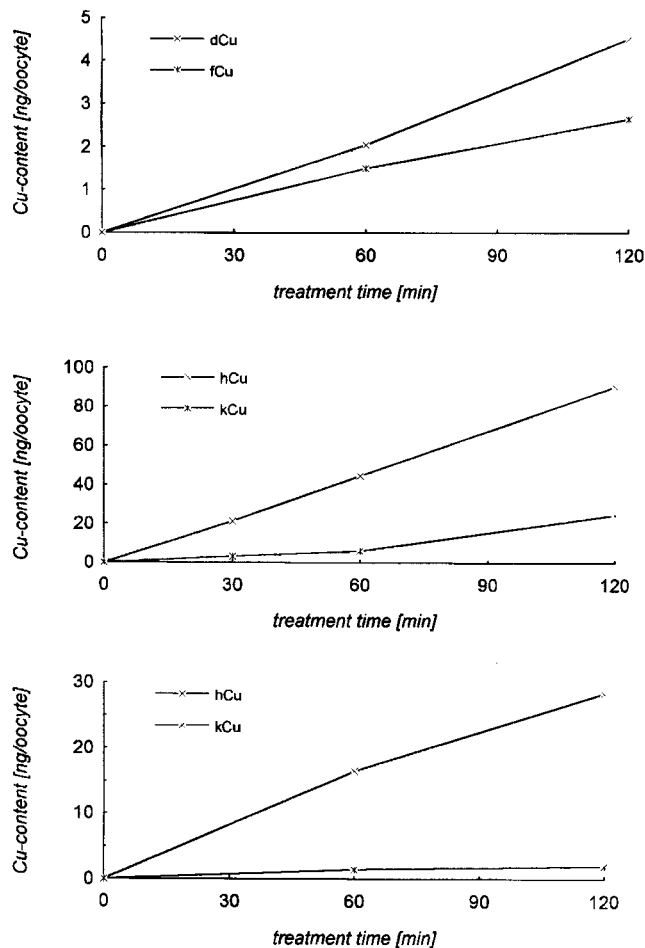 Cu-content [ng/oocyte]
5
4
3
2
1
0
dCu
fCu
0 30 60 90 120
treatment time [min]
Cu-content [ng/oocyte]
100
80
60
40
20
0
hCu
kCu
0 30 60 90 120
treatment time [min]
Cu-content [ng/oocyte]
30
20
10
0
hCu
kCu
0 30 60 90 120
treatment time [min]